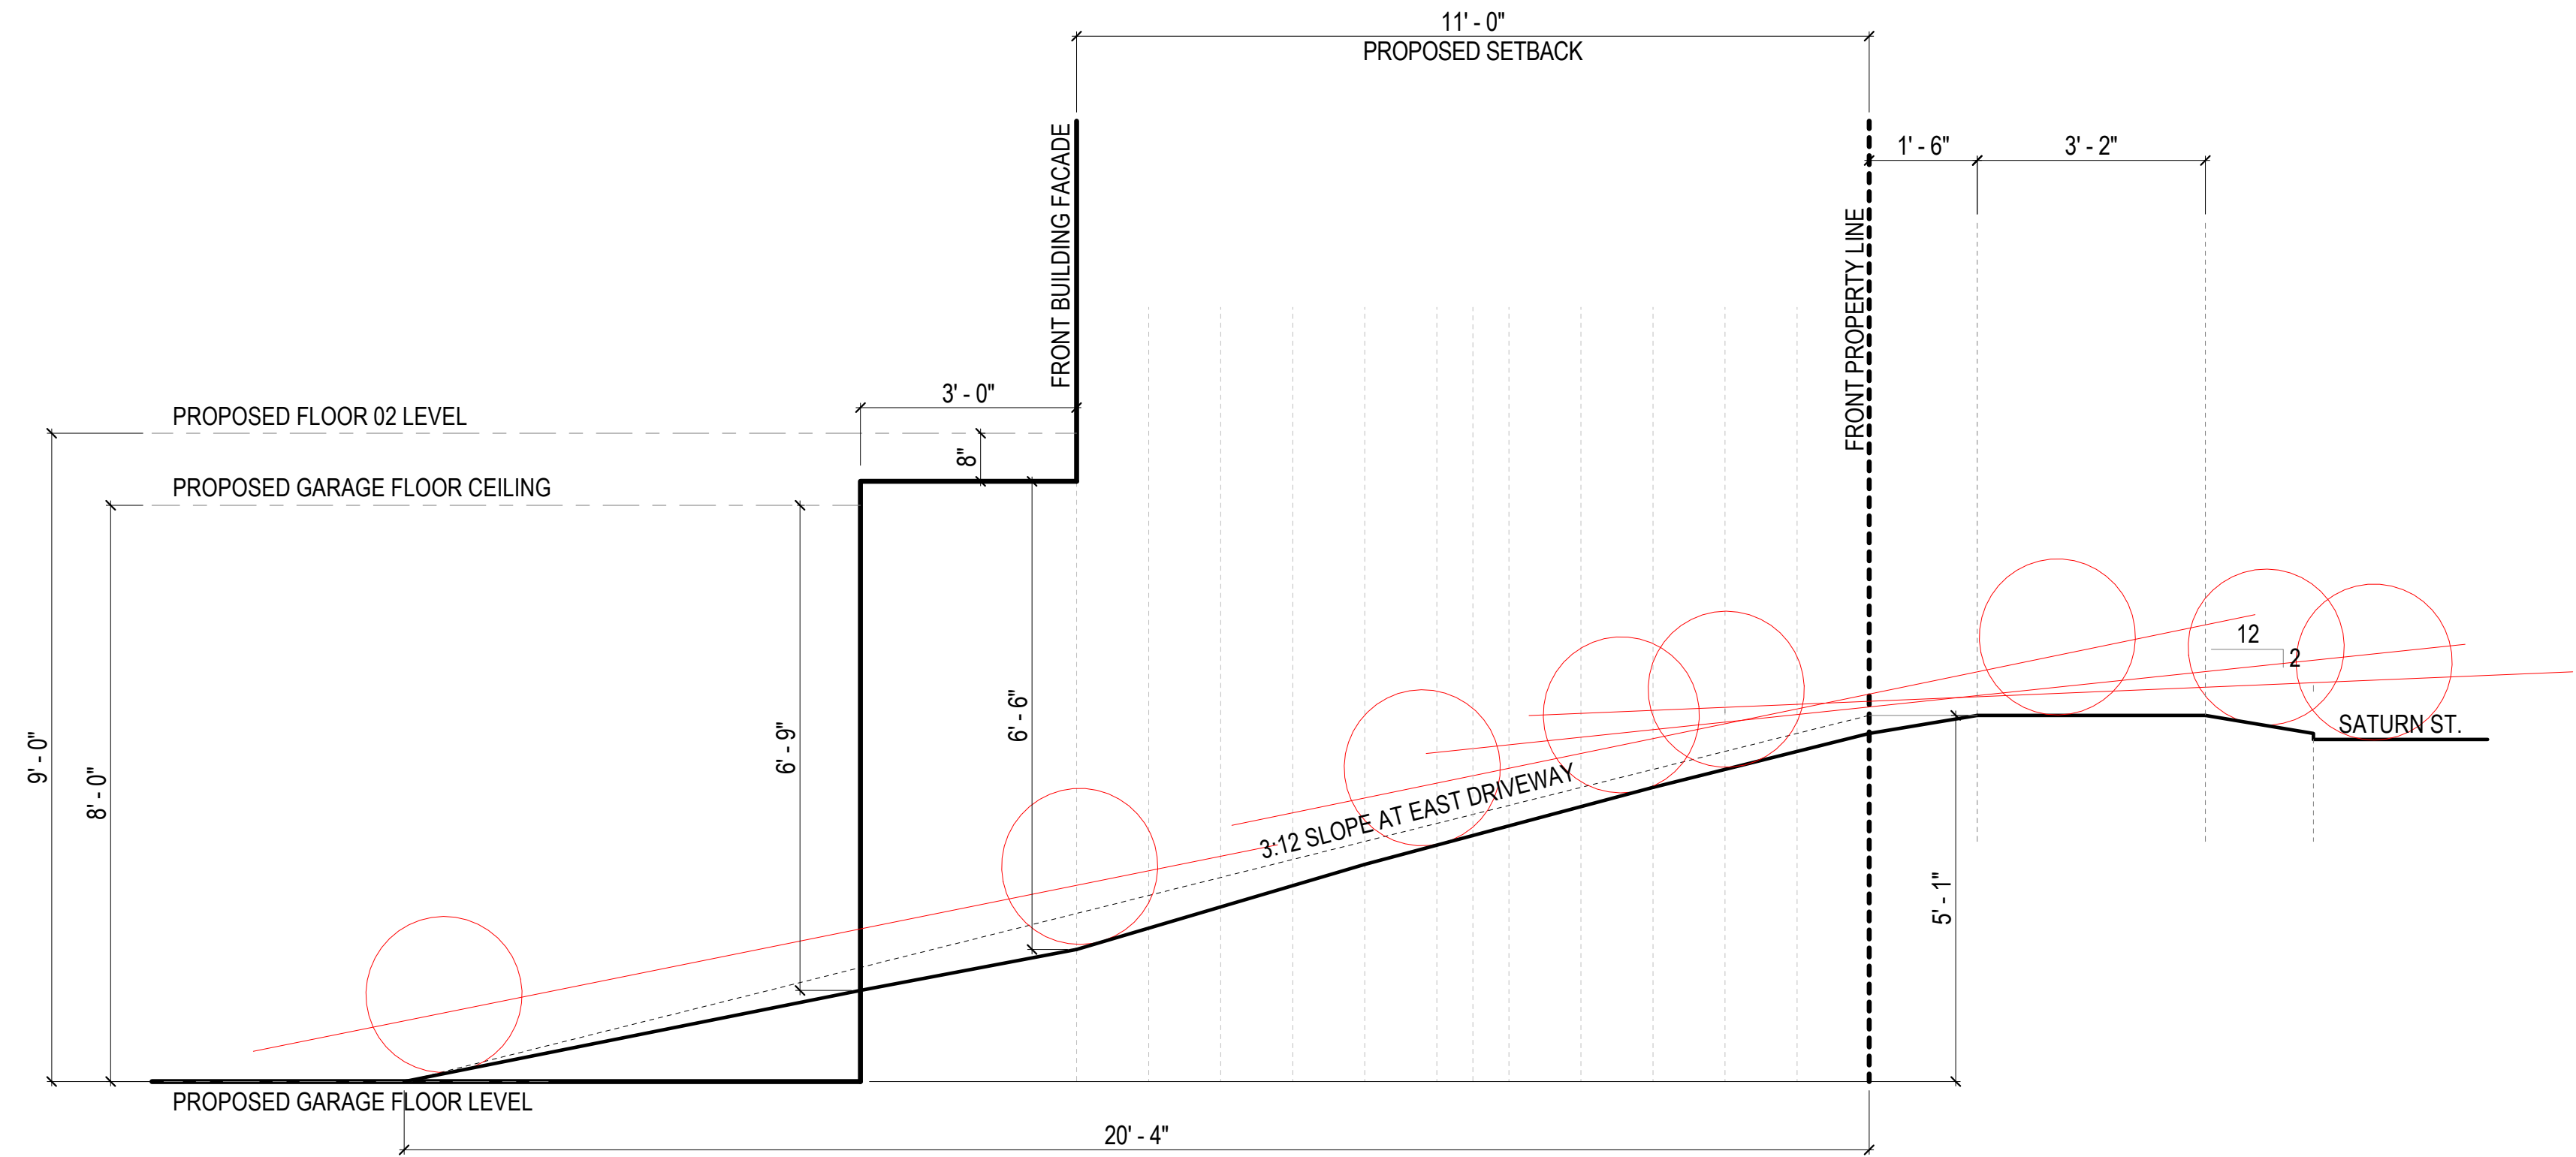 11' - 0"
PROPOSED SETBACK
FRONT BUILDING FACADE
FRONT PROPERTY LINE
1' - 6"
3' - 2"
3' - 0"
PROPOSED FLOOR 02 LEVEL
8"
PROPOSED GARAGE FLOOR CEILING
9' - 0"
8' - 0"
6' - 9"
6' - 6"
12
2
SATURN ST.
3:12 SLOPE AT EAST DRIVEWAY
5' - 1"
PROPOSED GARAGE FLOOR LEVEL
20' - 4"